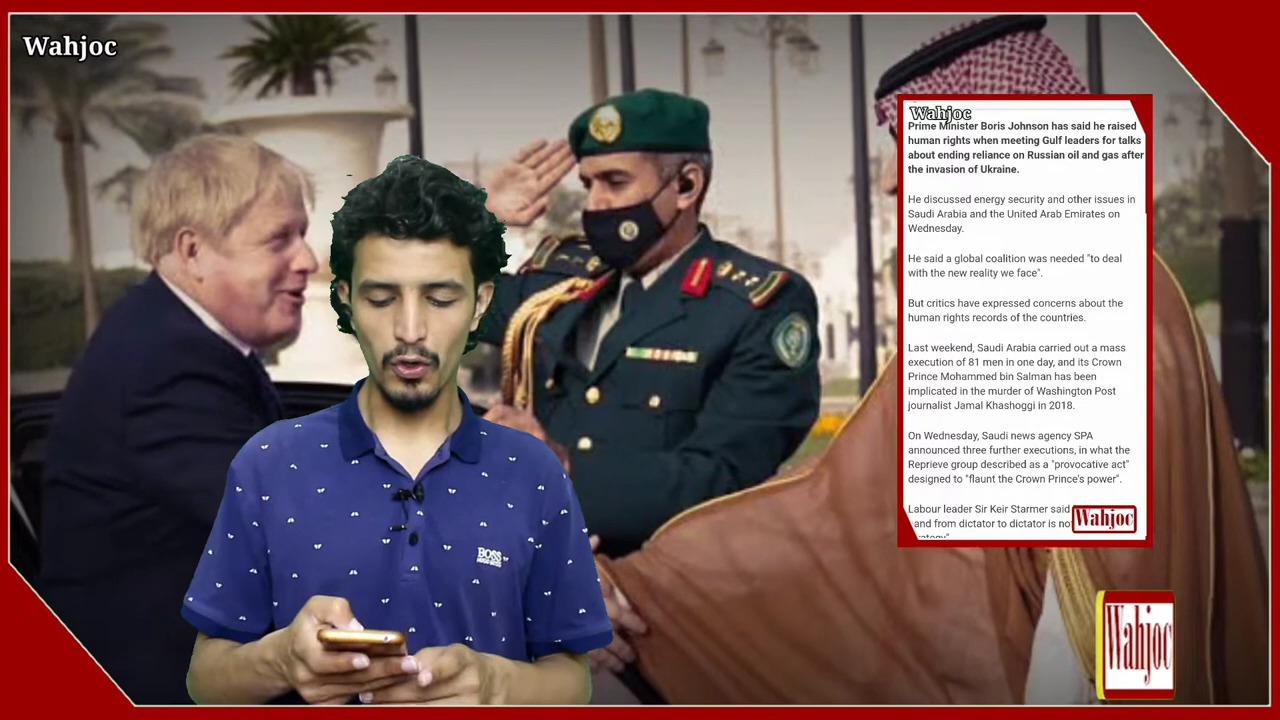 Wahjoc
Wahjoc
Prime Minister Boris Johnson has said he raised
human rights when meeting Gulf leaders for talks
about ending reliance on Russian oil and gas after
the invasion of Ukraine.
He discussed energy security and other issues in
Saudi Arabia and the United Arab Emirates on
Wednesday.
He said a global coalition was needed "to deal
with the new reality we face".
But critics have expressed concerns about the
human rights records of the countries.
Last weekend, Saudi Arabia carried out a mass
execution of 81 men in one day, and its Crown
Prince Mohammed bin Salman has been
implicated in the murder of Washington Post
journalist Jamal Khashoggi in 2018.
On Wednesday, Saudi news agency SPA
announced three further executions, in what the
Reprieve group described as a "provocative act"
designed to "flaunt the Crown Prince's power".
Labour leader Sir Keir Starmer said
and from dictator to dictator is
Wahjoc
BOSS
HUGO BOSS
Wahjoc